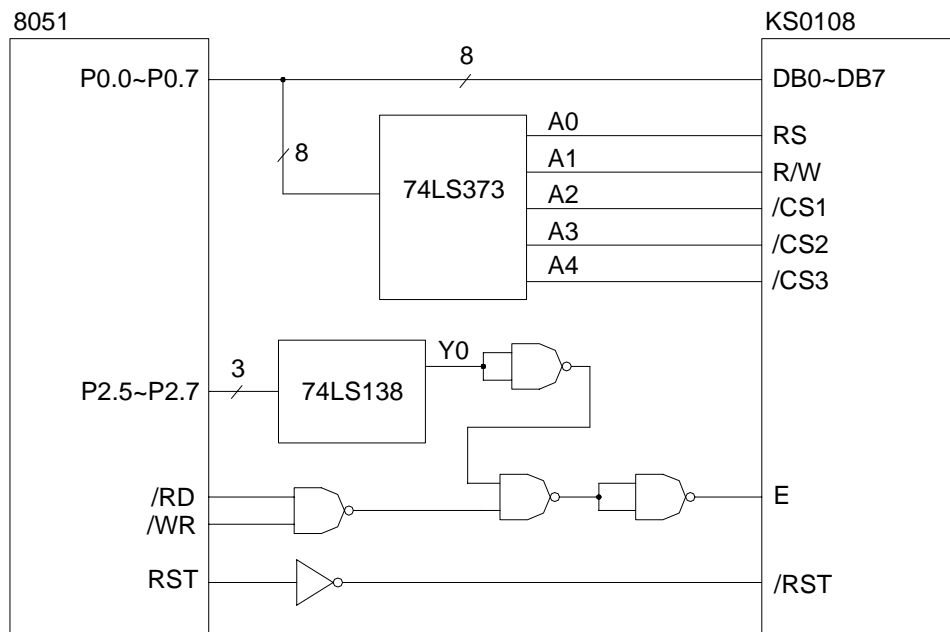 8051
KS0108
P0.0~P0.7
8
DB0~DB7
8
74LS373
A0
RS
A1
R/W
A2
/CS1
A3
/CS2
A4
/CS3
P2.5~P2.7
3
74LS138
Y0
/RD
/WR
E
RST
/RST